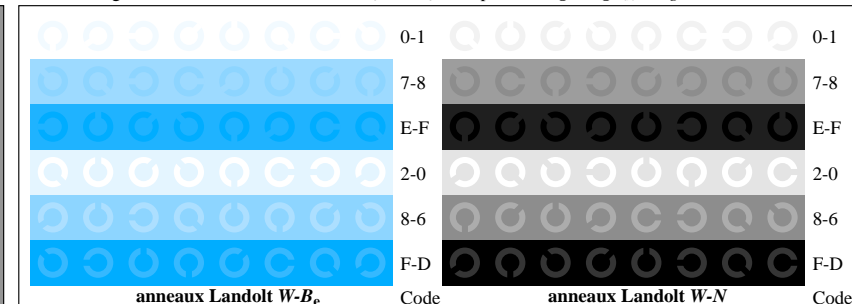 0-1 0-1
7-8 7-8
E-F E-F
2-0 2-0
8-6 8-6
F-D F-D
anneaux Landolt W-Be Code anneaux Landolt W-N Code